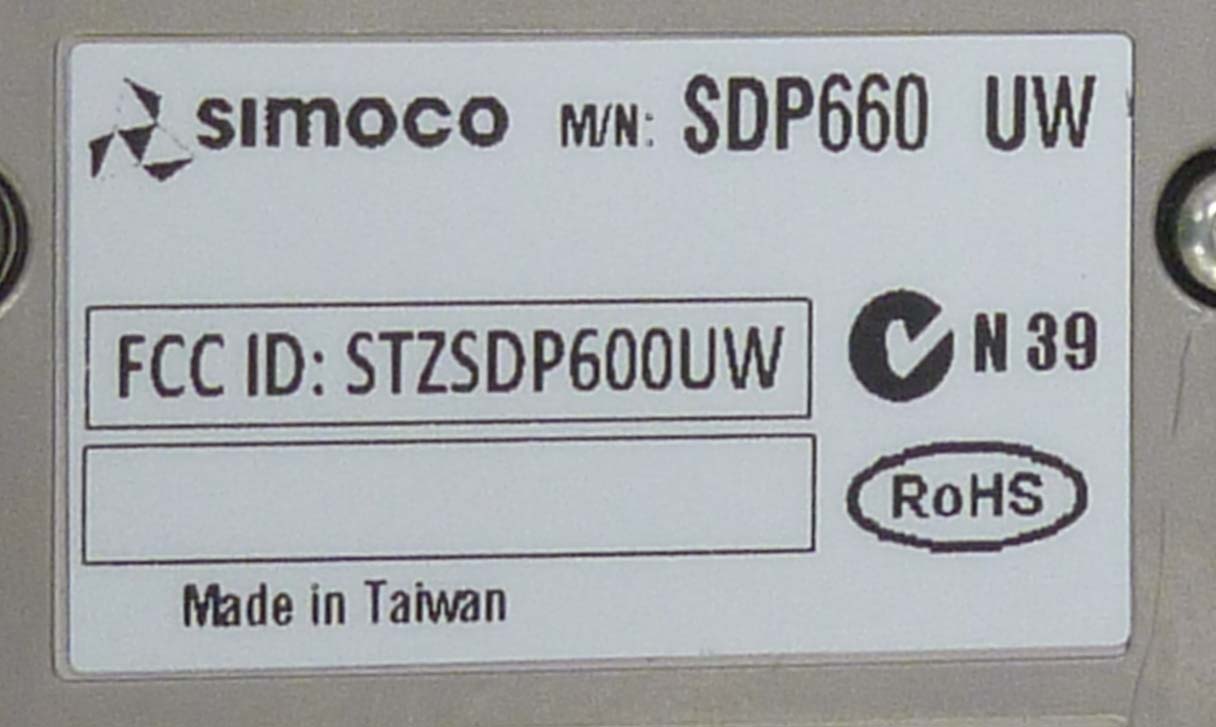 simoco M/N: SDP660 UW
FCC ID: STZSDP600UW
N 39
RoHS
Made in Taiwan